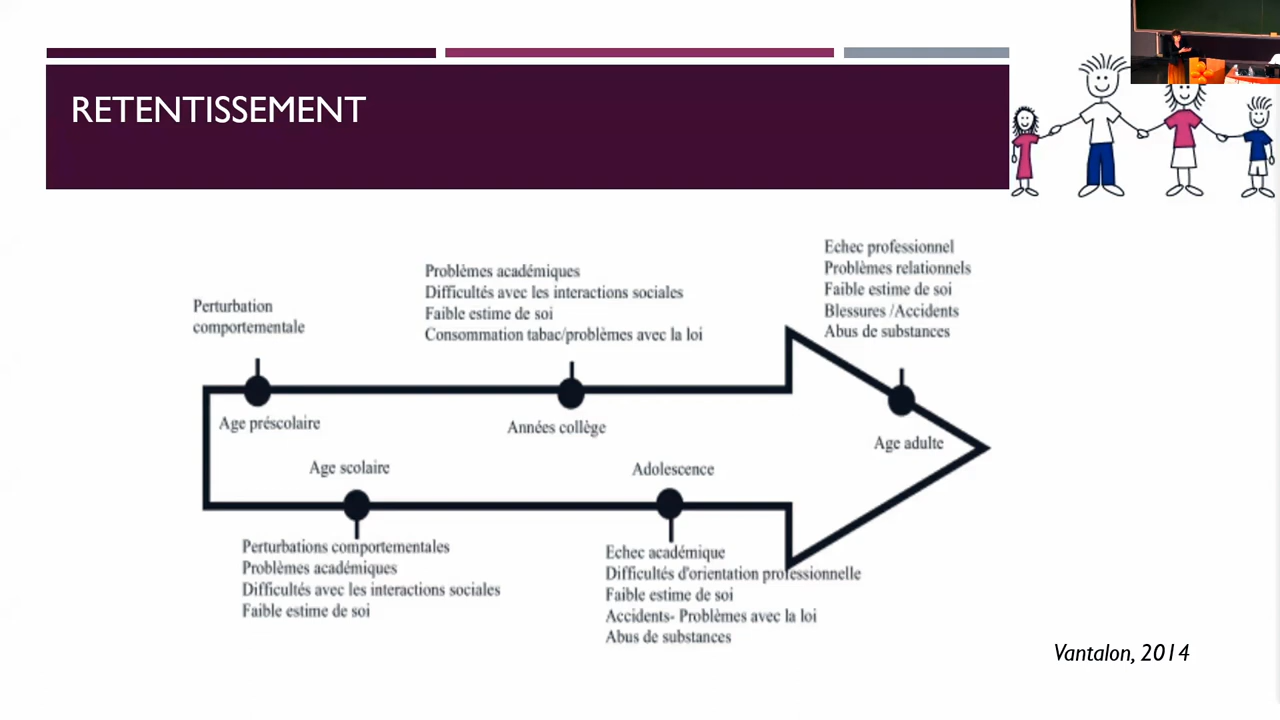 RETENTISSEMENT
Perturbation
comportementale
Age préscolaire
Age scolaire
Perturbations comportementales
Problèmes académiques
Difficultés avec les interactions sociales
Faible estime de soi
Problèmes académiques
Difficultés avec les interactions sociales
Faible estime de soi
Consommation tabac/problèmes avec la loi
Années collège
Adolescence
Echec académique
Difficultés d'orientation professionnelle
Faible estime de soi
Accidents- Problèmes avec la loi
Abus de substances
Echec professionnel
Problèmes relationnels
Faible estime de soi
Blessures /Accidents
Abus de substances
Age adulte
Vantalon, 2014